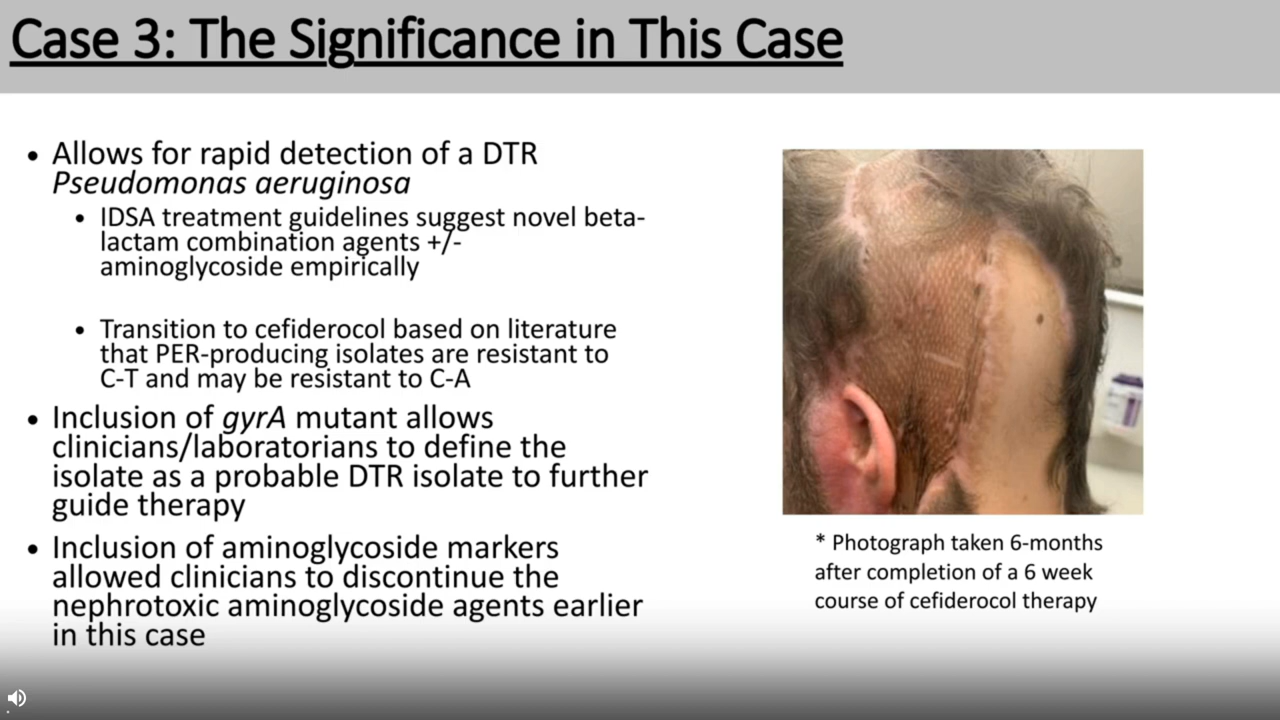 Case 3: The Significance in This Case
• Allows for rapid detection of a DTR
Pseudomonas aeruginosa
• IDSA treatment guidelines suggest novel beta-
lactam combination agents +/-
aminoglycoside empirically
• Transition to cefiderocol based on literature
that PER-producing isolates are resistant to
C-T and may be resistant to C-A
• Inclusion of gyrA mutant allows
clinicians/laboratorians to define the
isolate as a probable DTR isolate to further
guide therapy
• Inclusion of aminoglycoside markers
allowed clinicians to discontinue the
nephrotoxic aminoglycoside agents earlier
in this case
* Photograph taken 6-months
after completion of a 6 week
course of cefiderocol therapy